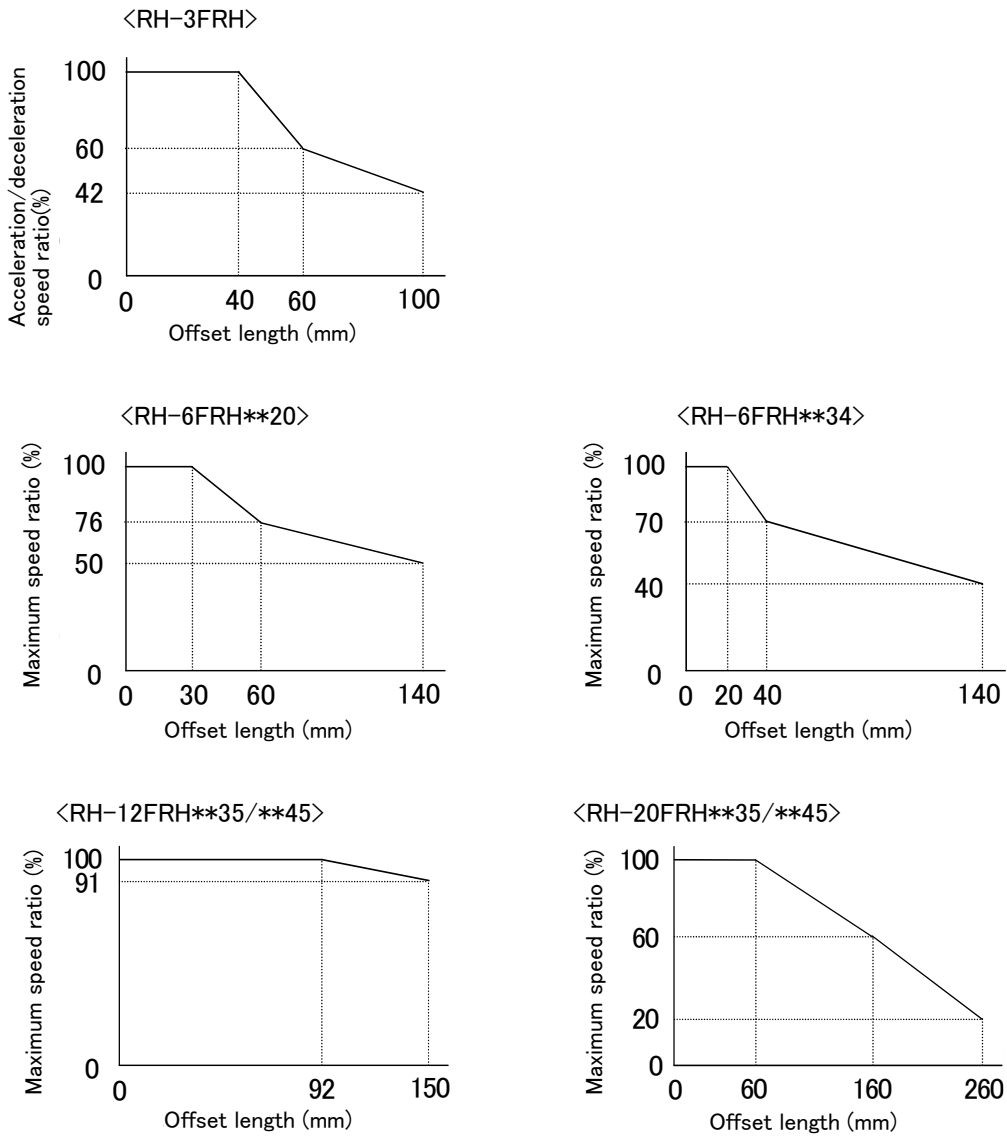 <RH-3FRH>
Acceleration/deceleration
speed ratio(%)
100
60
42
0
0 40 60 100
Offset length (mm)
<RH-6FRH**20>
Maximum speed ratio (%)
100
76
50
0
0 30 60 140
Offset length (mm)
<RH-6FRH**34>
Maximum speed ratio (%)
100
70
40
0
0 20 40 140
Offset length (mm)
<RH-12FRH**35/**45>
Maximum speed ratio (%)
100
91
0
0 92 150
Offset length (mm)
<RH-20FRH**35/**45>
Maximum speed ratio (%)
100
60
20
0
0 60 160 260
Offset length (mm)